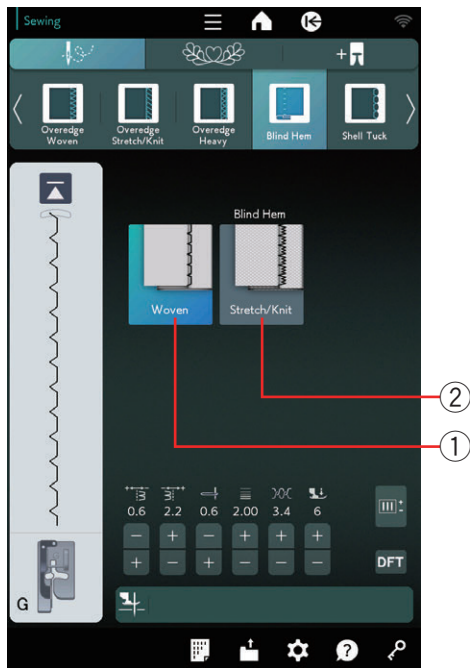 Sewing
Overedge
Woven
Overedge
Stretch/Knit
Overedge
Heavy
Blind Hem
Shell Tuck
Blind Hem
Woven
Stretch/Knit
②
①
0.6 2.2 0.6 2.00 3.4 6
− + − + + +
+ − + − − −
DFT
G
?